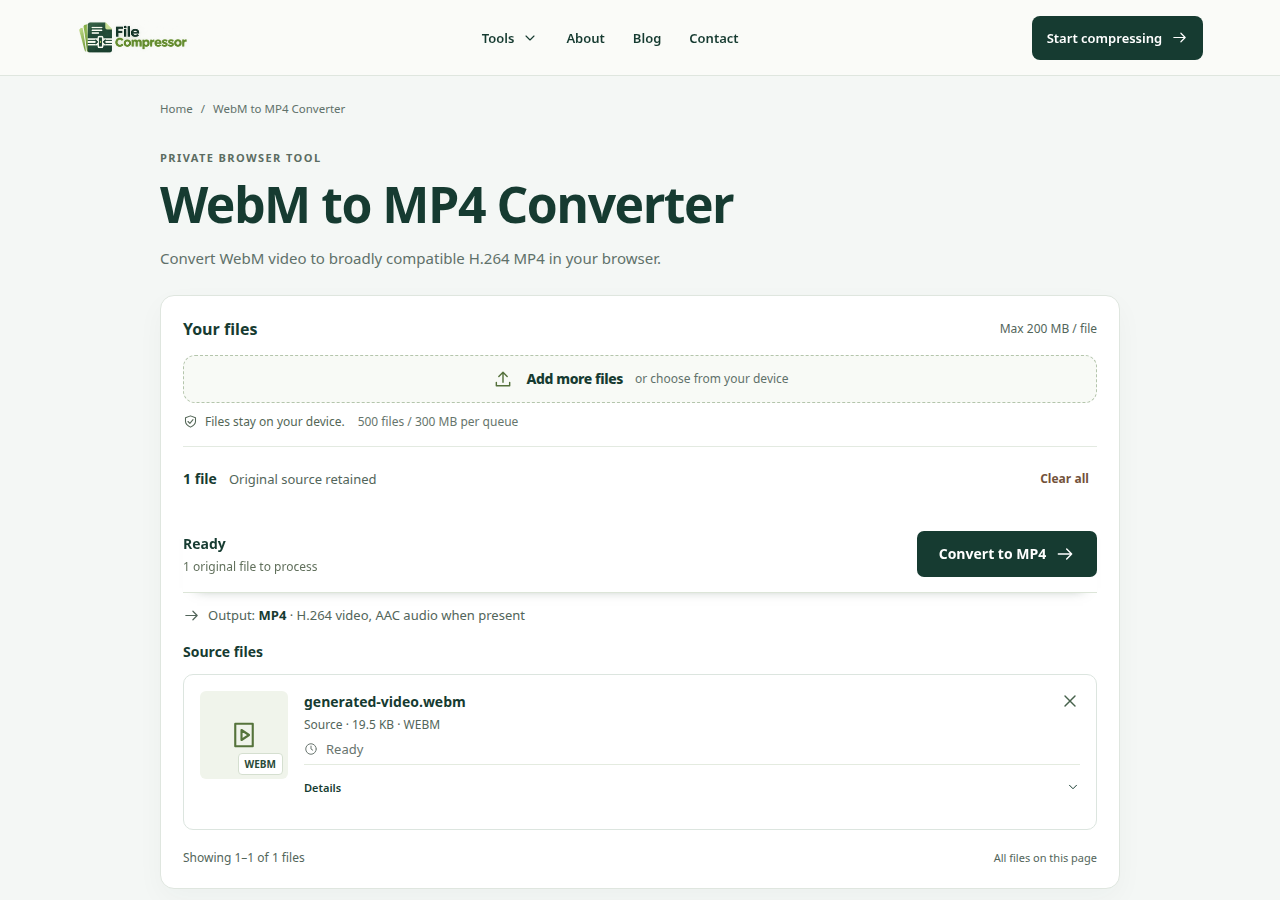 File
Compressor
Tools
About
Blog
Contact
Start compressing
Home / WebM to MP4 Converter
PRIVATE BROWSER TOOL
WebM to MP4 Converter
Convert WebM video to broadly compatible H.264 MP4 in your browser.
Your files
Max 200 MB / file
Add more files or choose from your device
Files stay on your device. 500 files / 300 MB per queue
1 file Original source retained
Clear all
Ready
1 original file to process
Convert to MP4
Output: MP4 · H.264 video, AAC audio when present
Source files
generated-video.webm
Source · 19.5 KB · WEBM
Ready
WEBM
Details
Showing 1–1 of 1 files
All files on this page